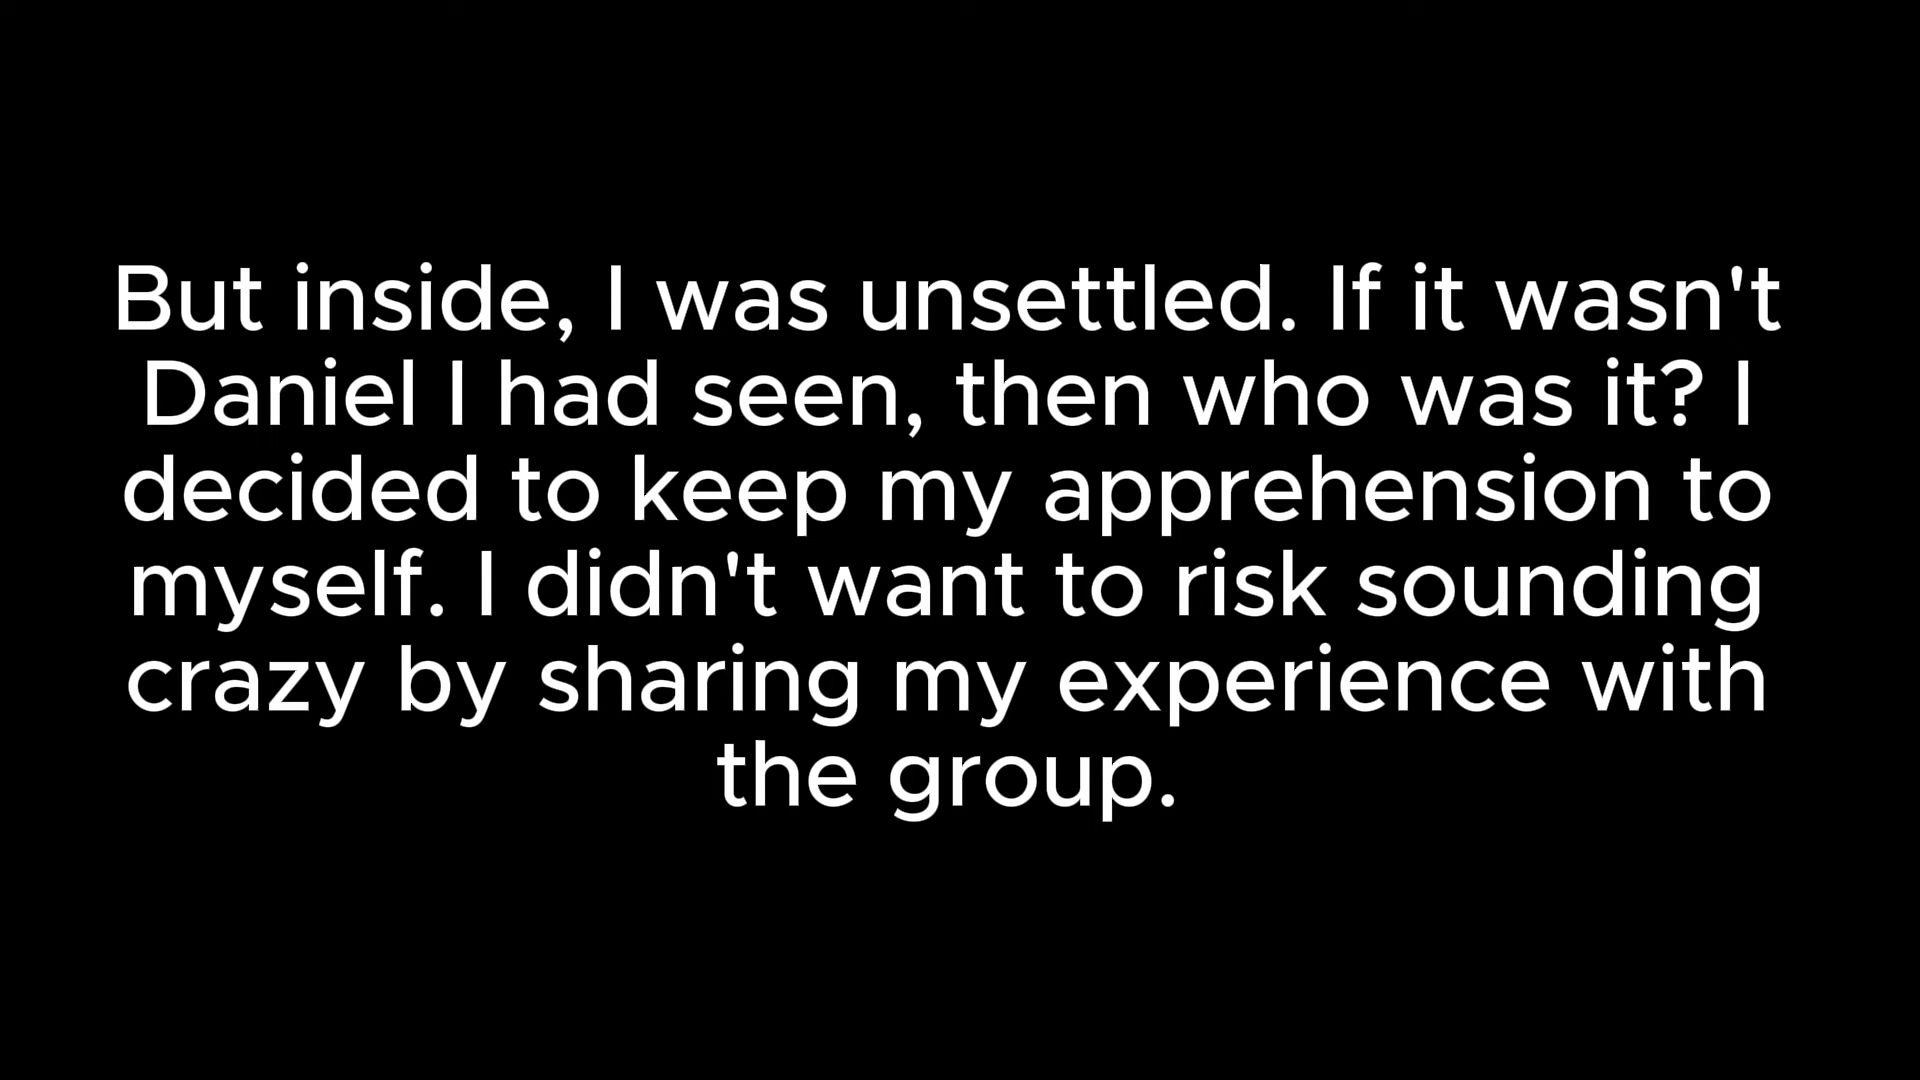 But inside, I was unsettled. If it wasn't
Daniel I had seen, then who was it? I
decided to keep my apprehension to
myself. I didn't want to risk sounding
crazy by sharing my experience with
the group.